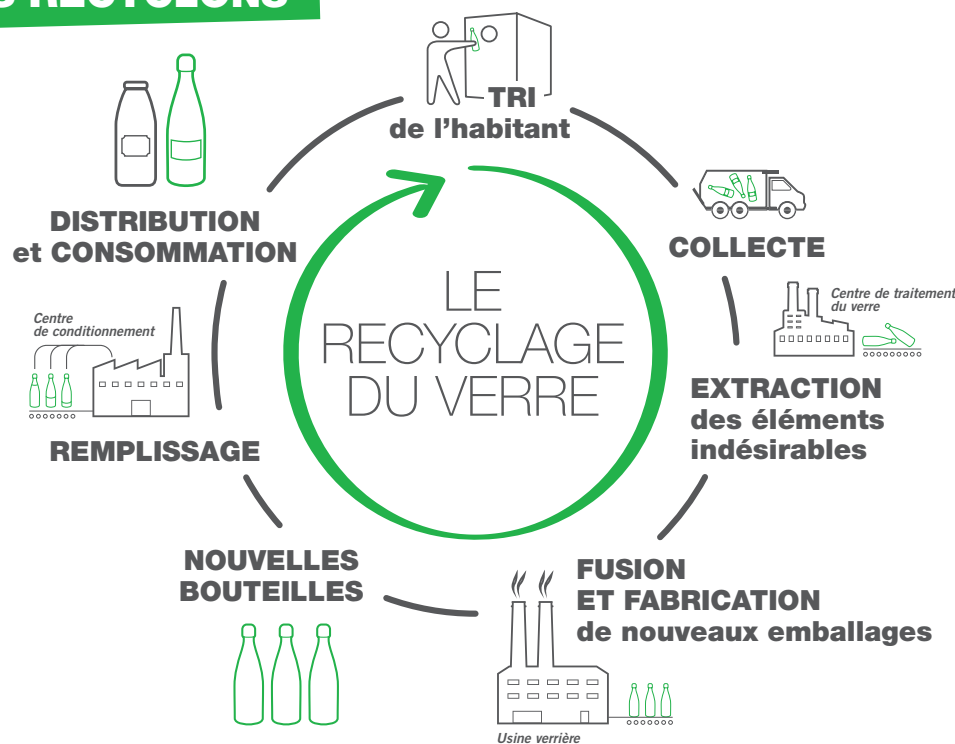 RECYCLONS
TRI
de l'habitant
COLLECTE
Centre de traitement
du verre
EXTRACTION
des éléments
indésirables
FUSION
ET FABRICATION
de nouveaux emballages
Usine verrière
NOUVELLES
BOUTEILLES
Centre
de conditionnement
REMPLISSAGE
DISTRIBUTION
et CONSOMMATION
LE
RECYCLAGE
DU VERRE